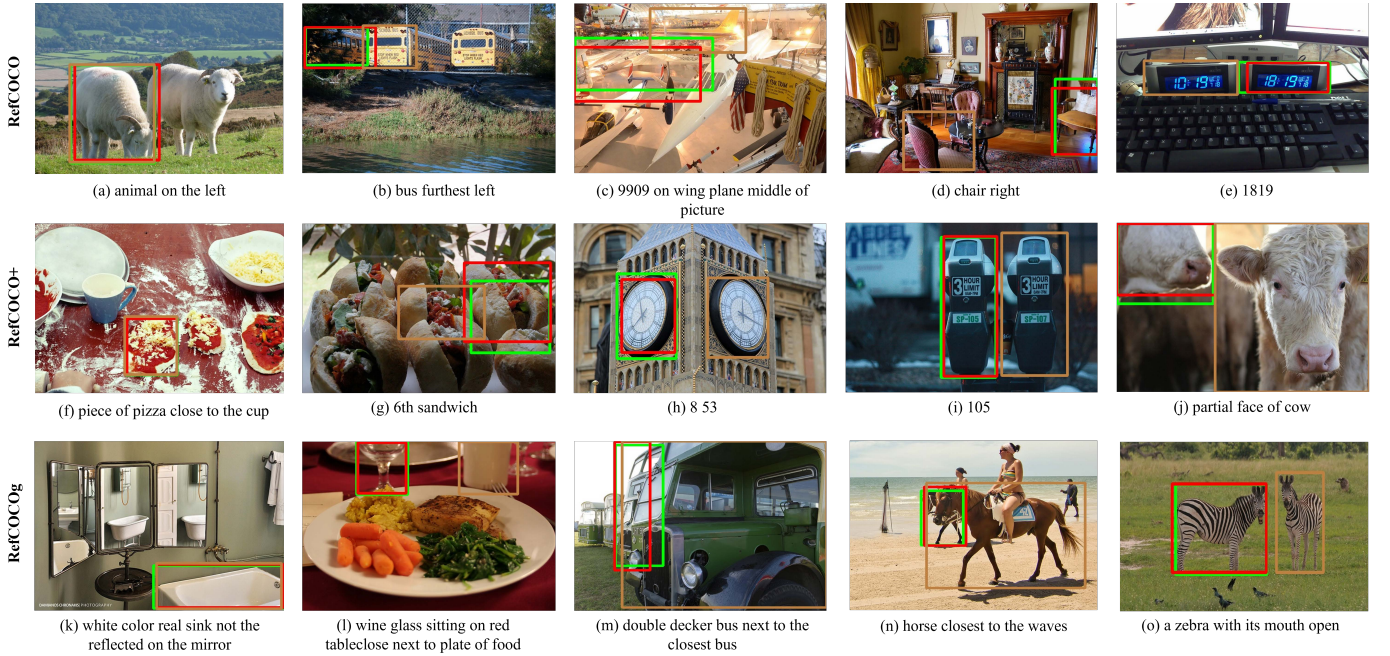 RefCOCO
(a) animal on the left
(b) bus furthest left
(c) 9909 on wing plane middle of
picture
(d) chair right
10:19
18:19
DELL
(e) 1819
RefCOCO+
(f) piece of pizza close to the cup
(g) 6th sandwich
(h) 8 53
3 HOUR
LIMIT
SP-105
3 HOUR
LIMIT
SP-107
(i) 105
(j) partial face of cow
RefCOCOg
(k) white color real sink not the
reflected on the mirror
(l) wine glass sitting on red
tableclose next to plate of food
(m) double decker bus next to the
closest bus
(n) horse closest to the waves
(o) a zebra with its mouth open